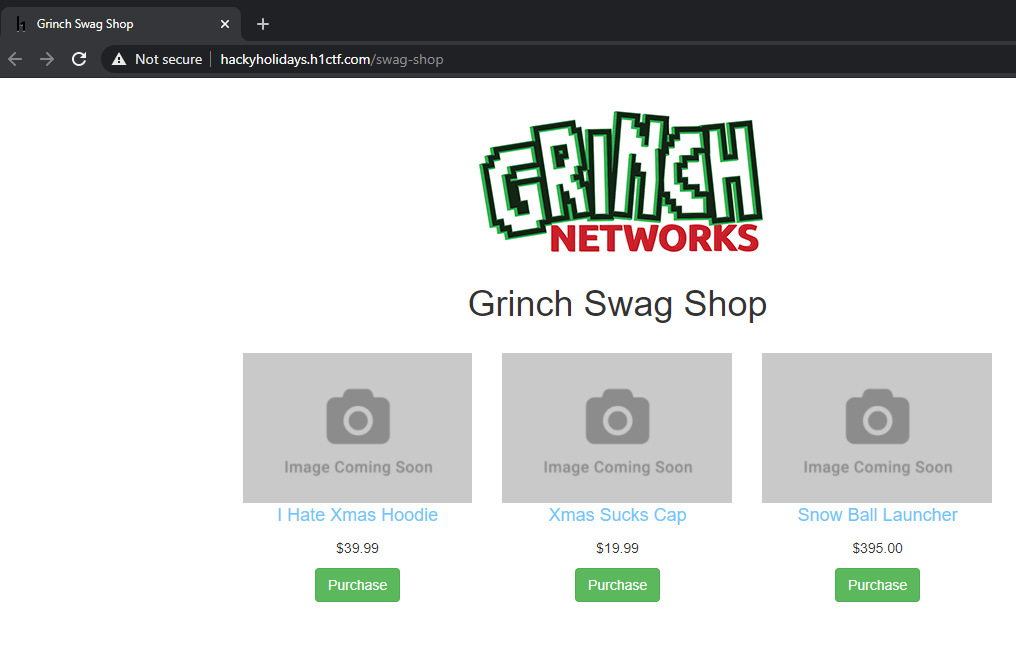 Grinch Swag Shop
Not secure hackyholidays.h1ctf.com/swag-shop
GRINCH
NETWORKS
Grinch Swag Shop
Image Coming Soon Image Coming Soon Image Coming Soon
I Hate Xmas Hoodie Xmas Sucks Cap Snow Ball Launcher
$39.99 $19.99 $395.00
Purchase Purchase Purchase